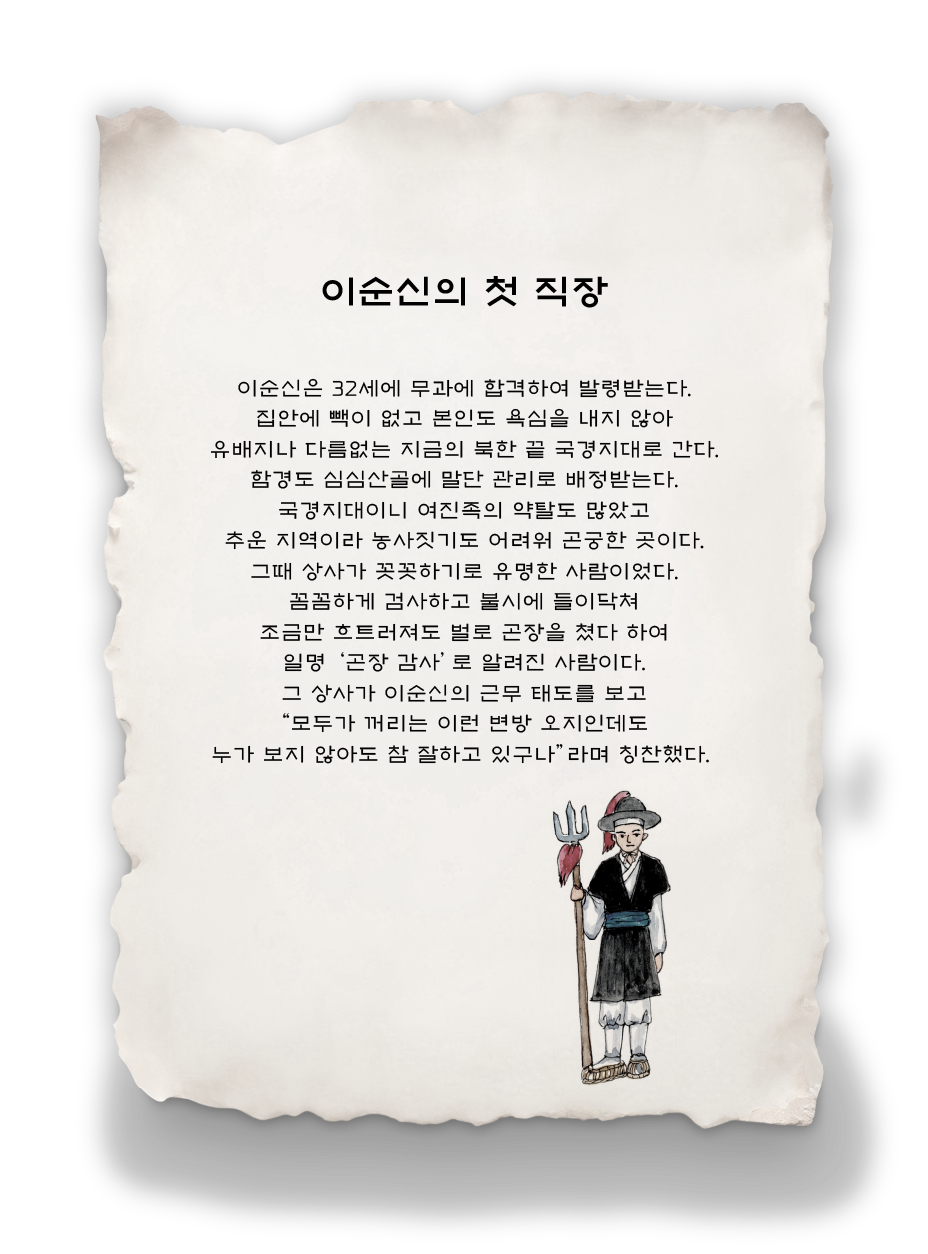 이순신의 첫 직장
이순신은 32세에 무과에 합격하여 발령받는다.
집안에 빽이 없고 본인도 욕심을 내지 않아
유배지나 다름없는 지금의 북한 끝 국경지대로 간다.
함경도 심심산골에 말단 관리로 배정받는다.
국경지대이니 여진족의 약탈도 많았고
추운 지역이라 농사짓기도 어려워 곤궁한 곳이다.
그때 상사가 꼿꼿하기로 유명한 사람이었다.
꼼꼼하게 검사하고 불시에 들이닥쳐
조금만 흐트러져도 벌로 곤장을 쳤다 하여
일명 ‘곤장 감사’로 알려진 사람이다.
그 상사가 이순신의 근무 태도를 보고
“모두가 꺼리는 이런 변방 오지인데도
누가 보지 않아도 참 잘하고 있구나”라며 칭찬했다.